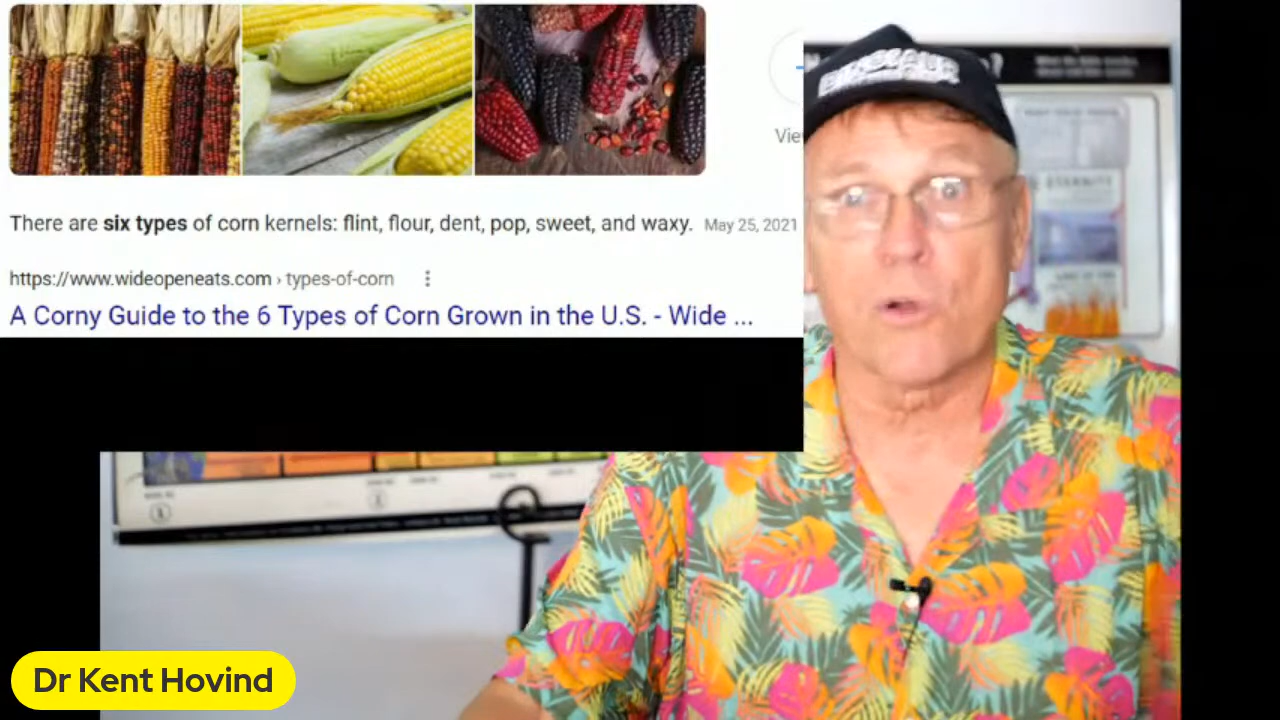 There are six types of corn kernels: flint, flour, dent, pop, sweet, and waxy. May 25, 2021
https://www.wideopeneats.com › types-of-corn
A Corny Guide to the 6 Types of Corn Grown in the U.S. - Wide ...
Vie
ETERNITY
Dr Kent Hovind